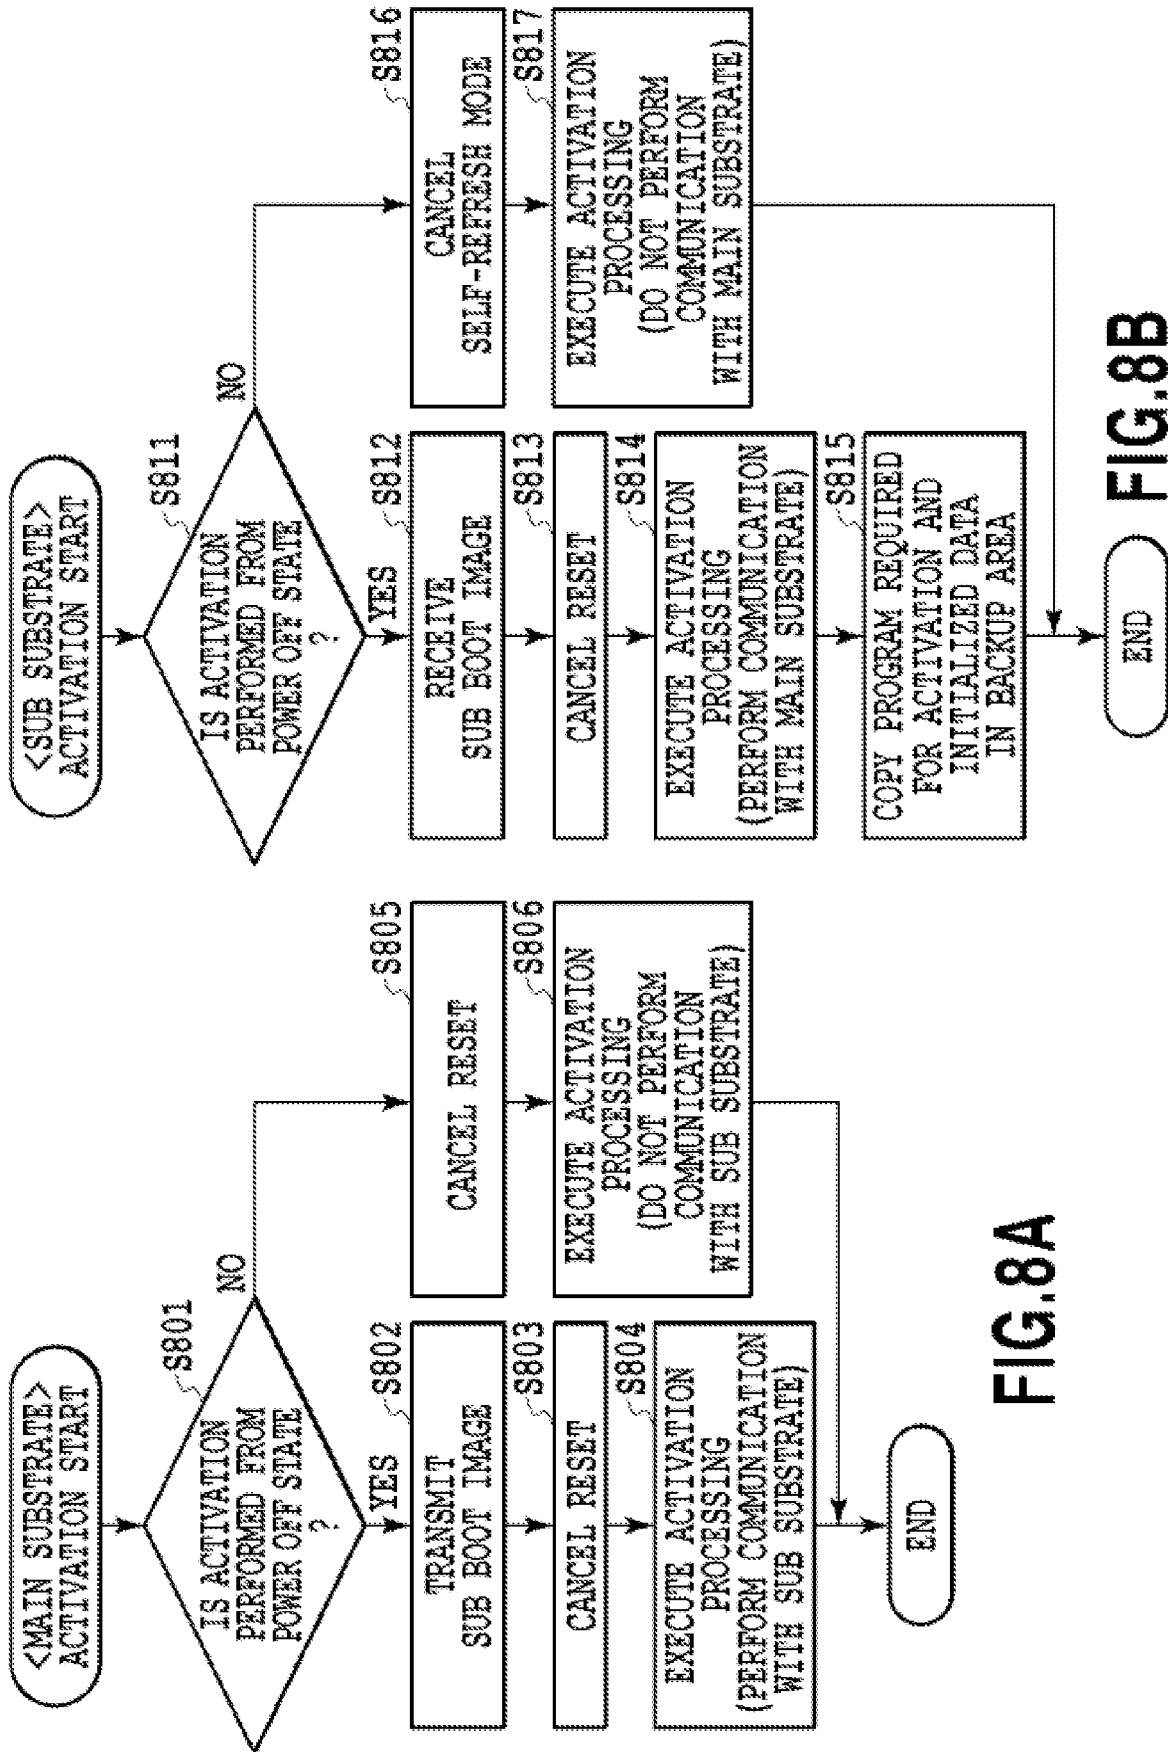 <MAIN SUBSTRATE>
ACTIVATION START
S801
IS ACTIVATION
PERFORMED FROM
POWER OFF STATE
?
YES
NO
S802
TRANSMIT
SUB BOOT IMAGE
S803
CANCEL RESET
S804
EXECUTE ACTIVATION
PROCESSING
(PERFORM COMMUNICATION
WITH SUB SUBSTRATE)
S805
CANCEL RESET
S806
EXECUTE ACTIVATION
PROCESSING
(DO NOT PERFORM
COMMUNICATION
WITH SUB SUBSTRATE)
END
FIG.8A
<SUB SUBSTRATE>
ACTIVATION START
S811
IS ACTIVATION
PERFORMED FROM
POWER OFF STATE
?
YES
NO
S812
RECEIVE
SUB BOOT IMAGE
S813
CANCEL RESET
S814
EXECUTE ACTIVATION
PROCESSING
(PERFORM COMMUNICATION
WITH MAIN SUBSTRATE)
S815
COPY PROGRAM REQUIRED
FOR ACTIVATION AND
INITIALIZED DATA
IN BACKUP AREA
S816
CANCEL
SELF-REFRESH MODE
S817
EXECUTE ACTIVATION
PROCESSING
(DO NOT PERFORM
COMMUNICATION
WITH MAIN SUBSTRATE)
END
FIG.8B